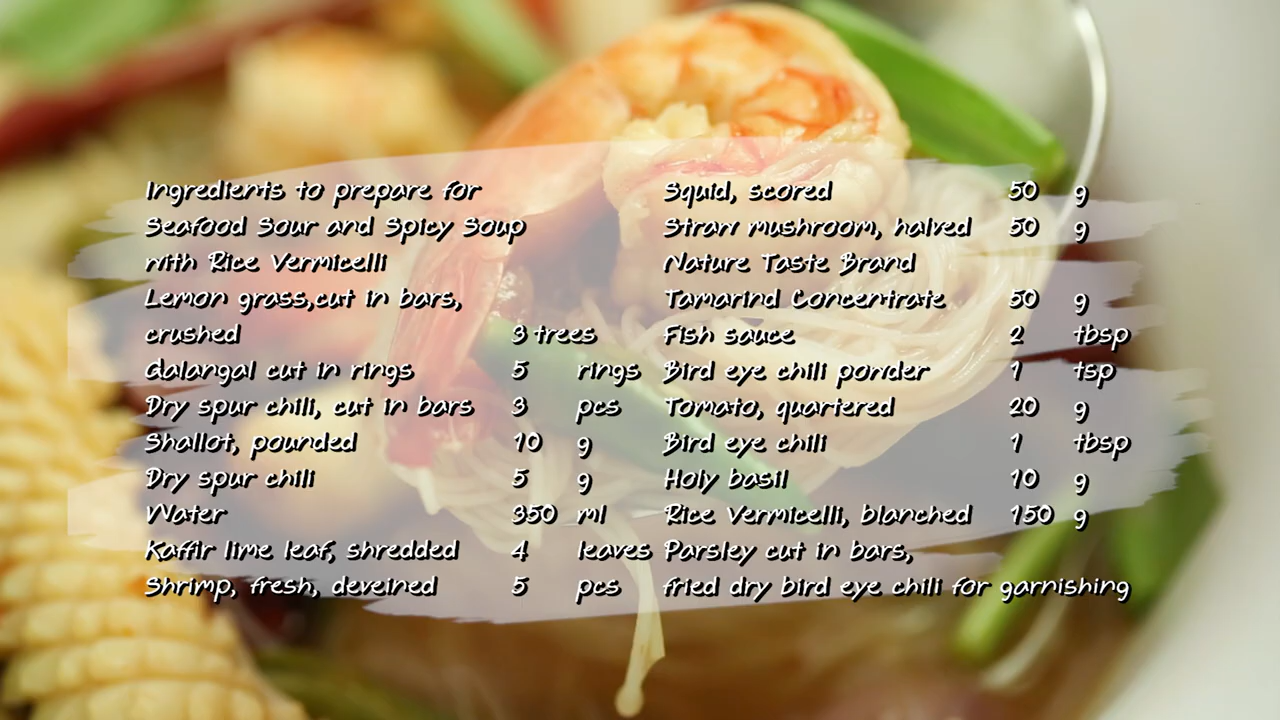 Ingredients to prepare for
Seafood Sour and Spicy Soup
with Rice Vermicelli
Lemon grass,cut in bars,
crushed 3 trees
Galangal cut in rings 5 rings
Dry spur chili, cut in bars 3 pcs
Shallot, pounded 10 g
Dry spur chili 5 g
Water 350 ml
Kaffir lime leaf, shredded 4 leaves
Shrimp, fresh, deveined 5 pcs
Squid, scored 50 g
Straw mushroom, halved 50 g
Nature Taste Brand
Tamarind Concentrate 50 g
Fish sauce 2 tbsp
Bird eye chili ponder 1 tsp
Tomato, quartered 20 g
Bird eye chili 1 tbsp
Holy basil 10 g
Rice Vermicelli, blanched 150 g
Parsley cut in bars,
fried dry bird eye chili for garnishing